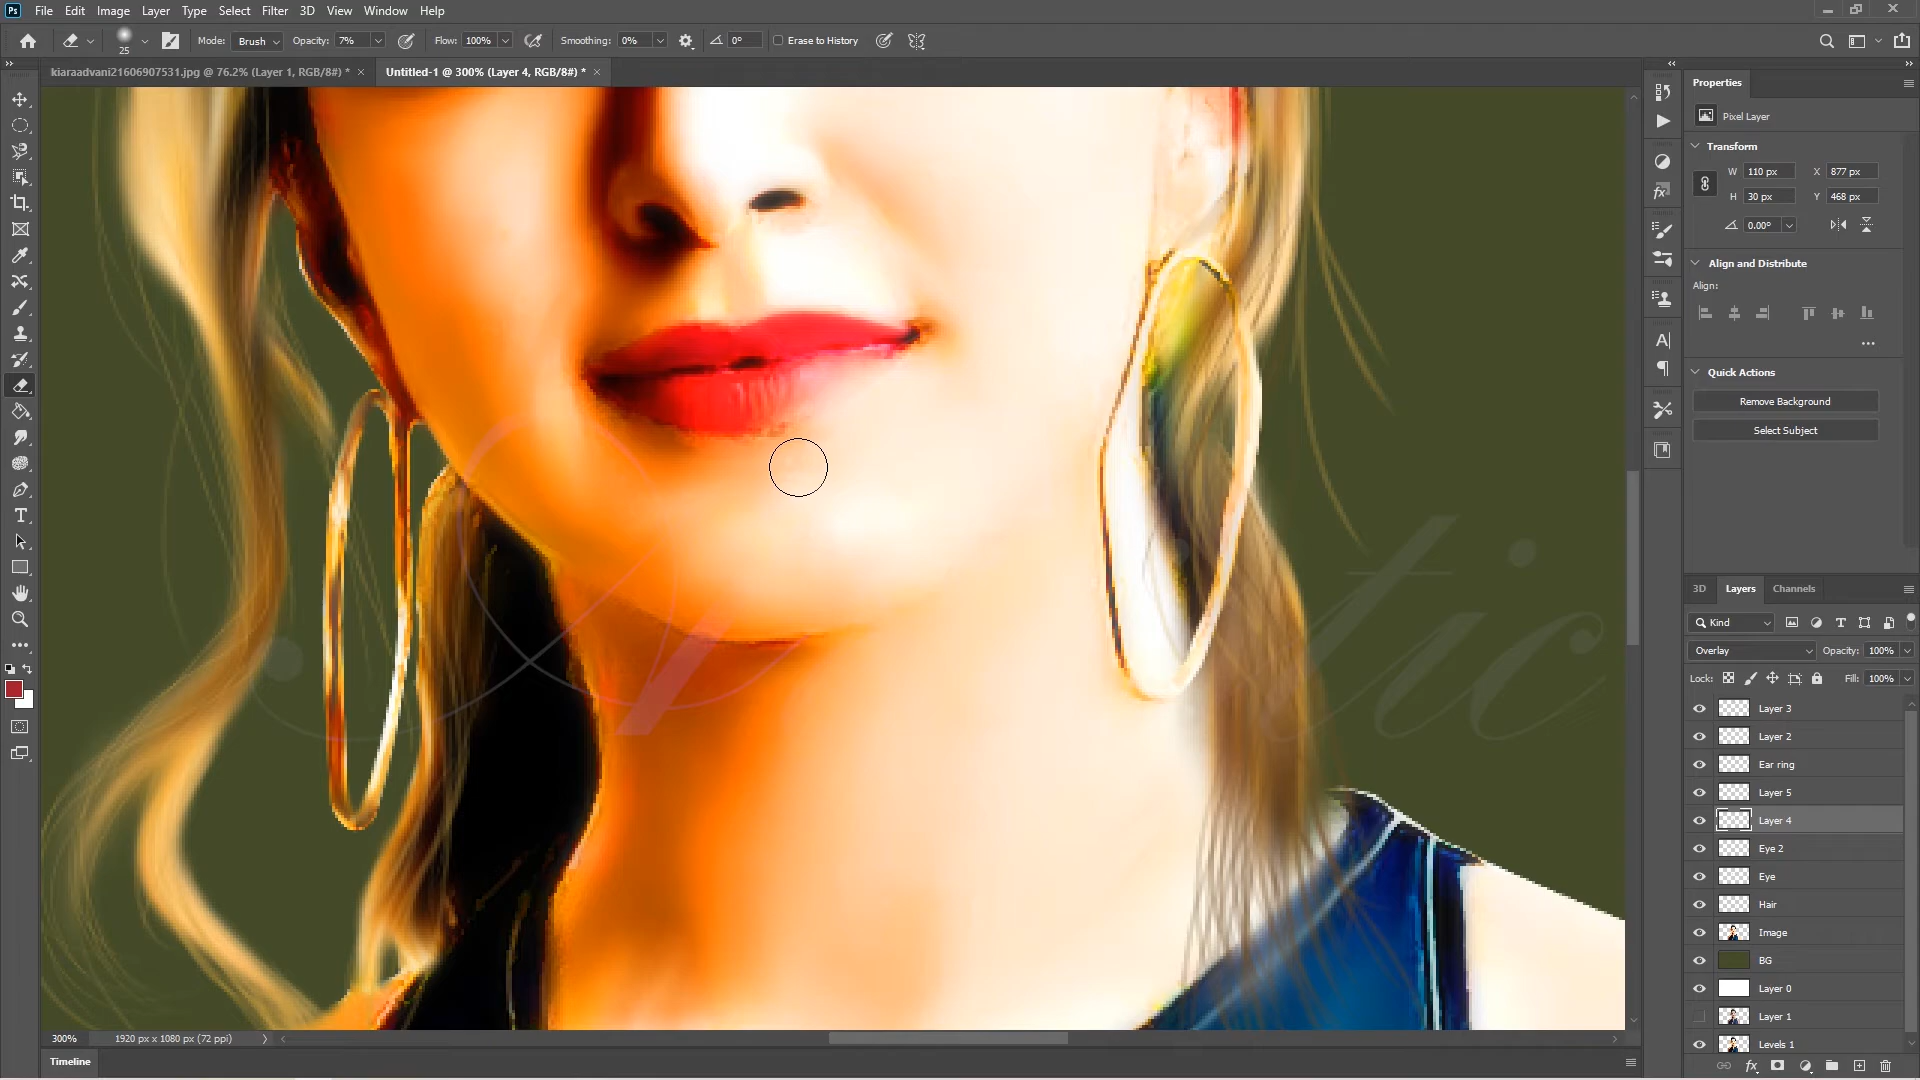 Ps File Edit Image Layer Type Select Filter 3D View Window Help
25 Mode: Brush Opacity: 7% Flow: 100% Smoothing: 0% 0° Erase to History
kiaraadvani21606907531.jpg @ 76.2% (Layer 1, RGB/8#) * × Untitled-1 @ 300% (Layer 4, RGB/8#) * ×
Properties
Pixel Layer
Transform
W 110 px X 877 px
H 30 px Y 468 px
0.00°
Align and Distribute
Align:
Quick Actions
Remove Background
Select Subject
3D Layers Channels
Kind
Overlay Opacity: 100%
Lock: Fill: 100%
Layer 3
Layer 2
Ear ring
Layer 5
Layer 4
Eye 2
Eye
Hair
Image
BG
Layer 0
Layer 1
Levels 1
tic
300% 1920 px x 1080 px (72 ppi)
Timeline